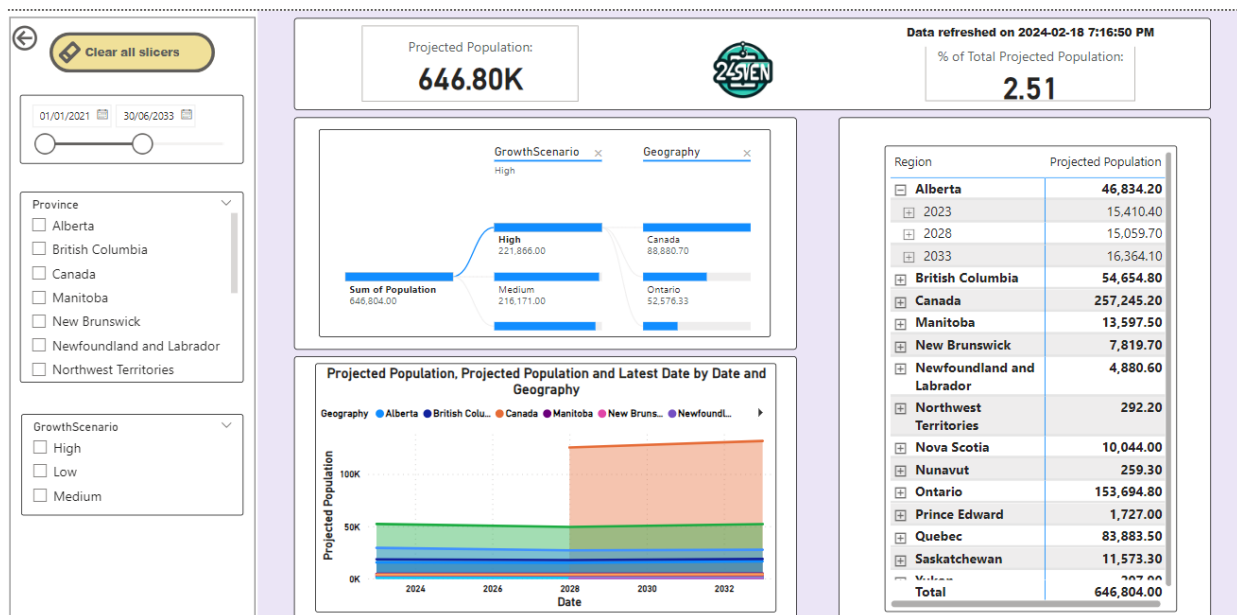 Clear all slicers
01/01/2021 30/06/2033
Province
Alberta
British Columbia
Canada
Manitoba
New Brunswick
Newfoundland and Labrador
Northwest Territories
GrowthScenario
High
Low
Medium
Projected Population:
646.80K
24SVEN
Data refreshed on 2024-02-18 7:16:50 PM
% of Total Projected Population:
2.51
GrowthScenario Geography
High
High
221,866.00
Canada
88,880.70
Sum of Population
646,804.00
Medium
216,171.00
Ontario
52,576.33
Projected Population, Projected Population and Latest Date by Date and
Geography
Geography Alberta British Colu... Canada Manitoba New Bruns... Newfoundl...
Projected Population
100K
50K
0K
2024 2026 2028 2030 2032
Date
Region Projected Population
Alberta 46,834.20
2023 15,410.40
2028 15,059.70
2033 16,364.10
British Columbia 54,654.80
Canada 257,245.20
Manitoba 13,597.50
New Brunswick 7,819.70
Newfoundland and 4,880.60
Labrador
Northwest 292.20
Territories
Nova Scotia 10,044.00
Nunavut 259.30
Ontario 153,694.80
Prince Edward 1,727.00
Quebec 83,883.50
Saskatchewan 11,573.30
Yukon
Total 646,804.00